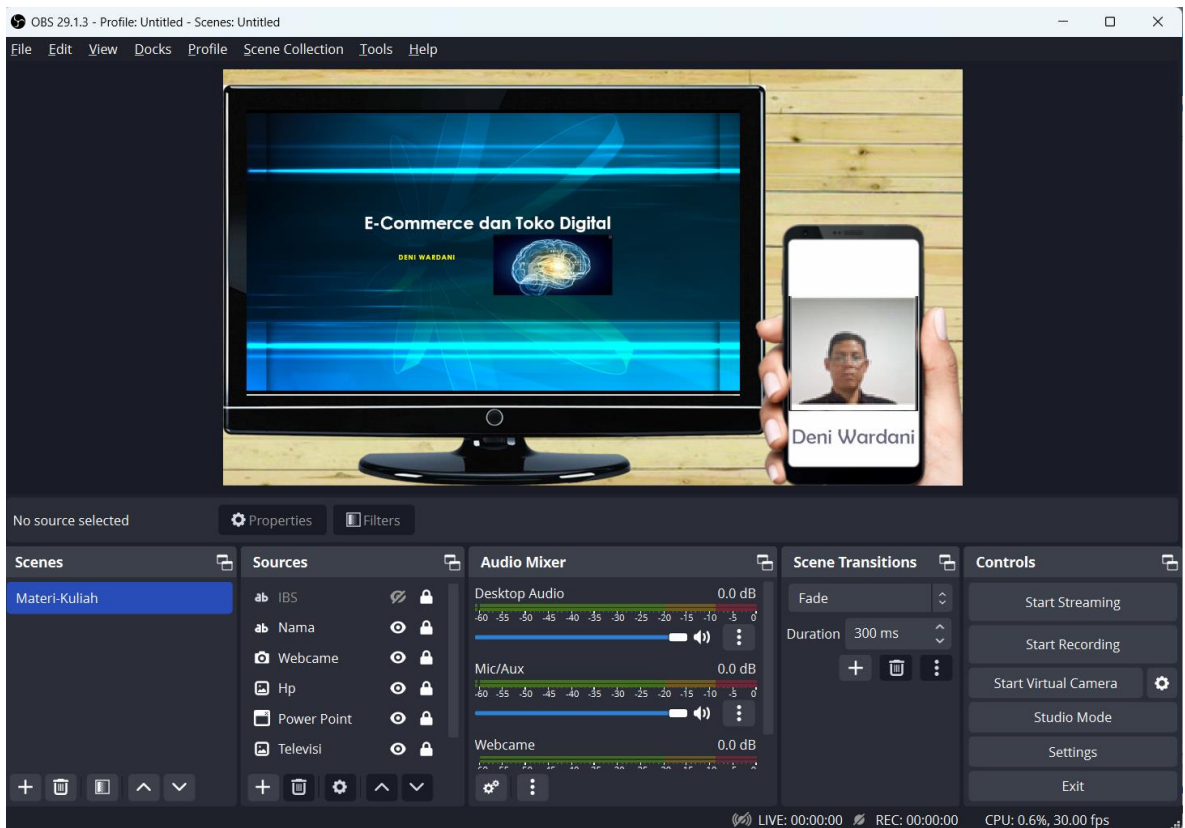 OBS 29.1.3 - Profile: Untitled - Scenes: Untitled
File Edit View Docks Profile Scene Collection Tools Help
E-Commerce dan Toko Digital
DENI WARDANI
Deni Wardani
No source selected
Properties
Filters
Scenes
Materi-Kuliah
Sources
ab IBS
ab Nama
Webcame
Hp
Power Point
Televisi
Audio Mixer
Desktop Audio 0.0 dB
-60 -55 -50 -45 -40 -35 -30 -25 -20 -15 -10 -5 0
Mic/Aux 0.0 dB
-60 -55 -50 -45 -40 -35 -30 -25 -20 -15 -10 -5 0
Webcame 0.0 dB
Scene Transitions
Fade
Duration 300 ms
Controls
Start Streaming
Start Recording
Start Virtual Camera
Studio Mode
Settings
Exit
LIVE: 00:00:00 REC: 00:00:00 CPU: 0.6%, 30.00 fps